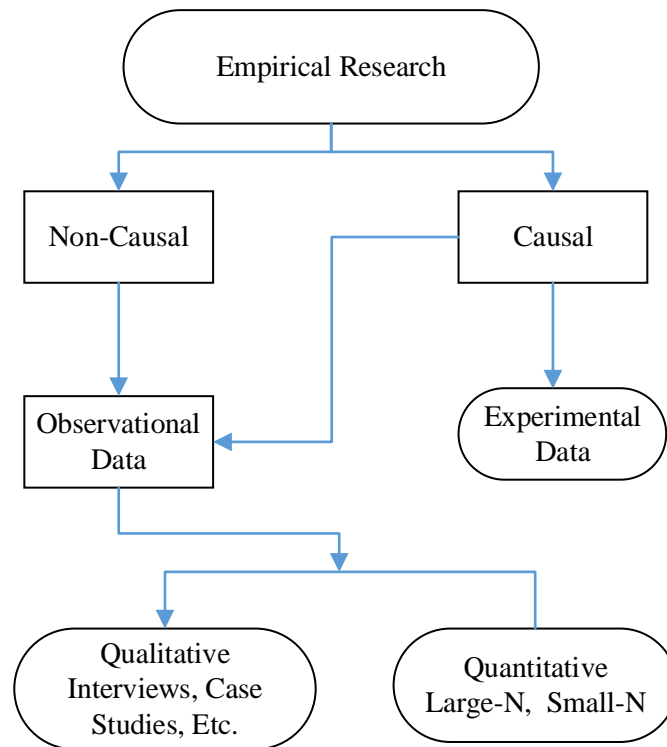 Empirical Research
Non-Causal
Causal
Observational
Data
Experimental
Data
Qualitative
Interviews, Case
Studies, Etc.
Quantitative
Large-N, Small-N